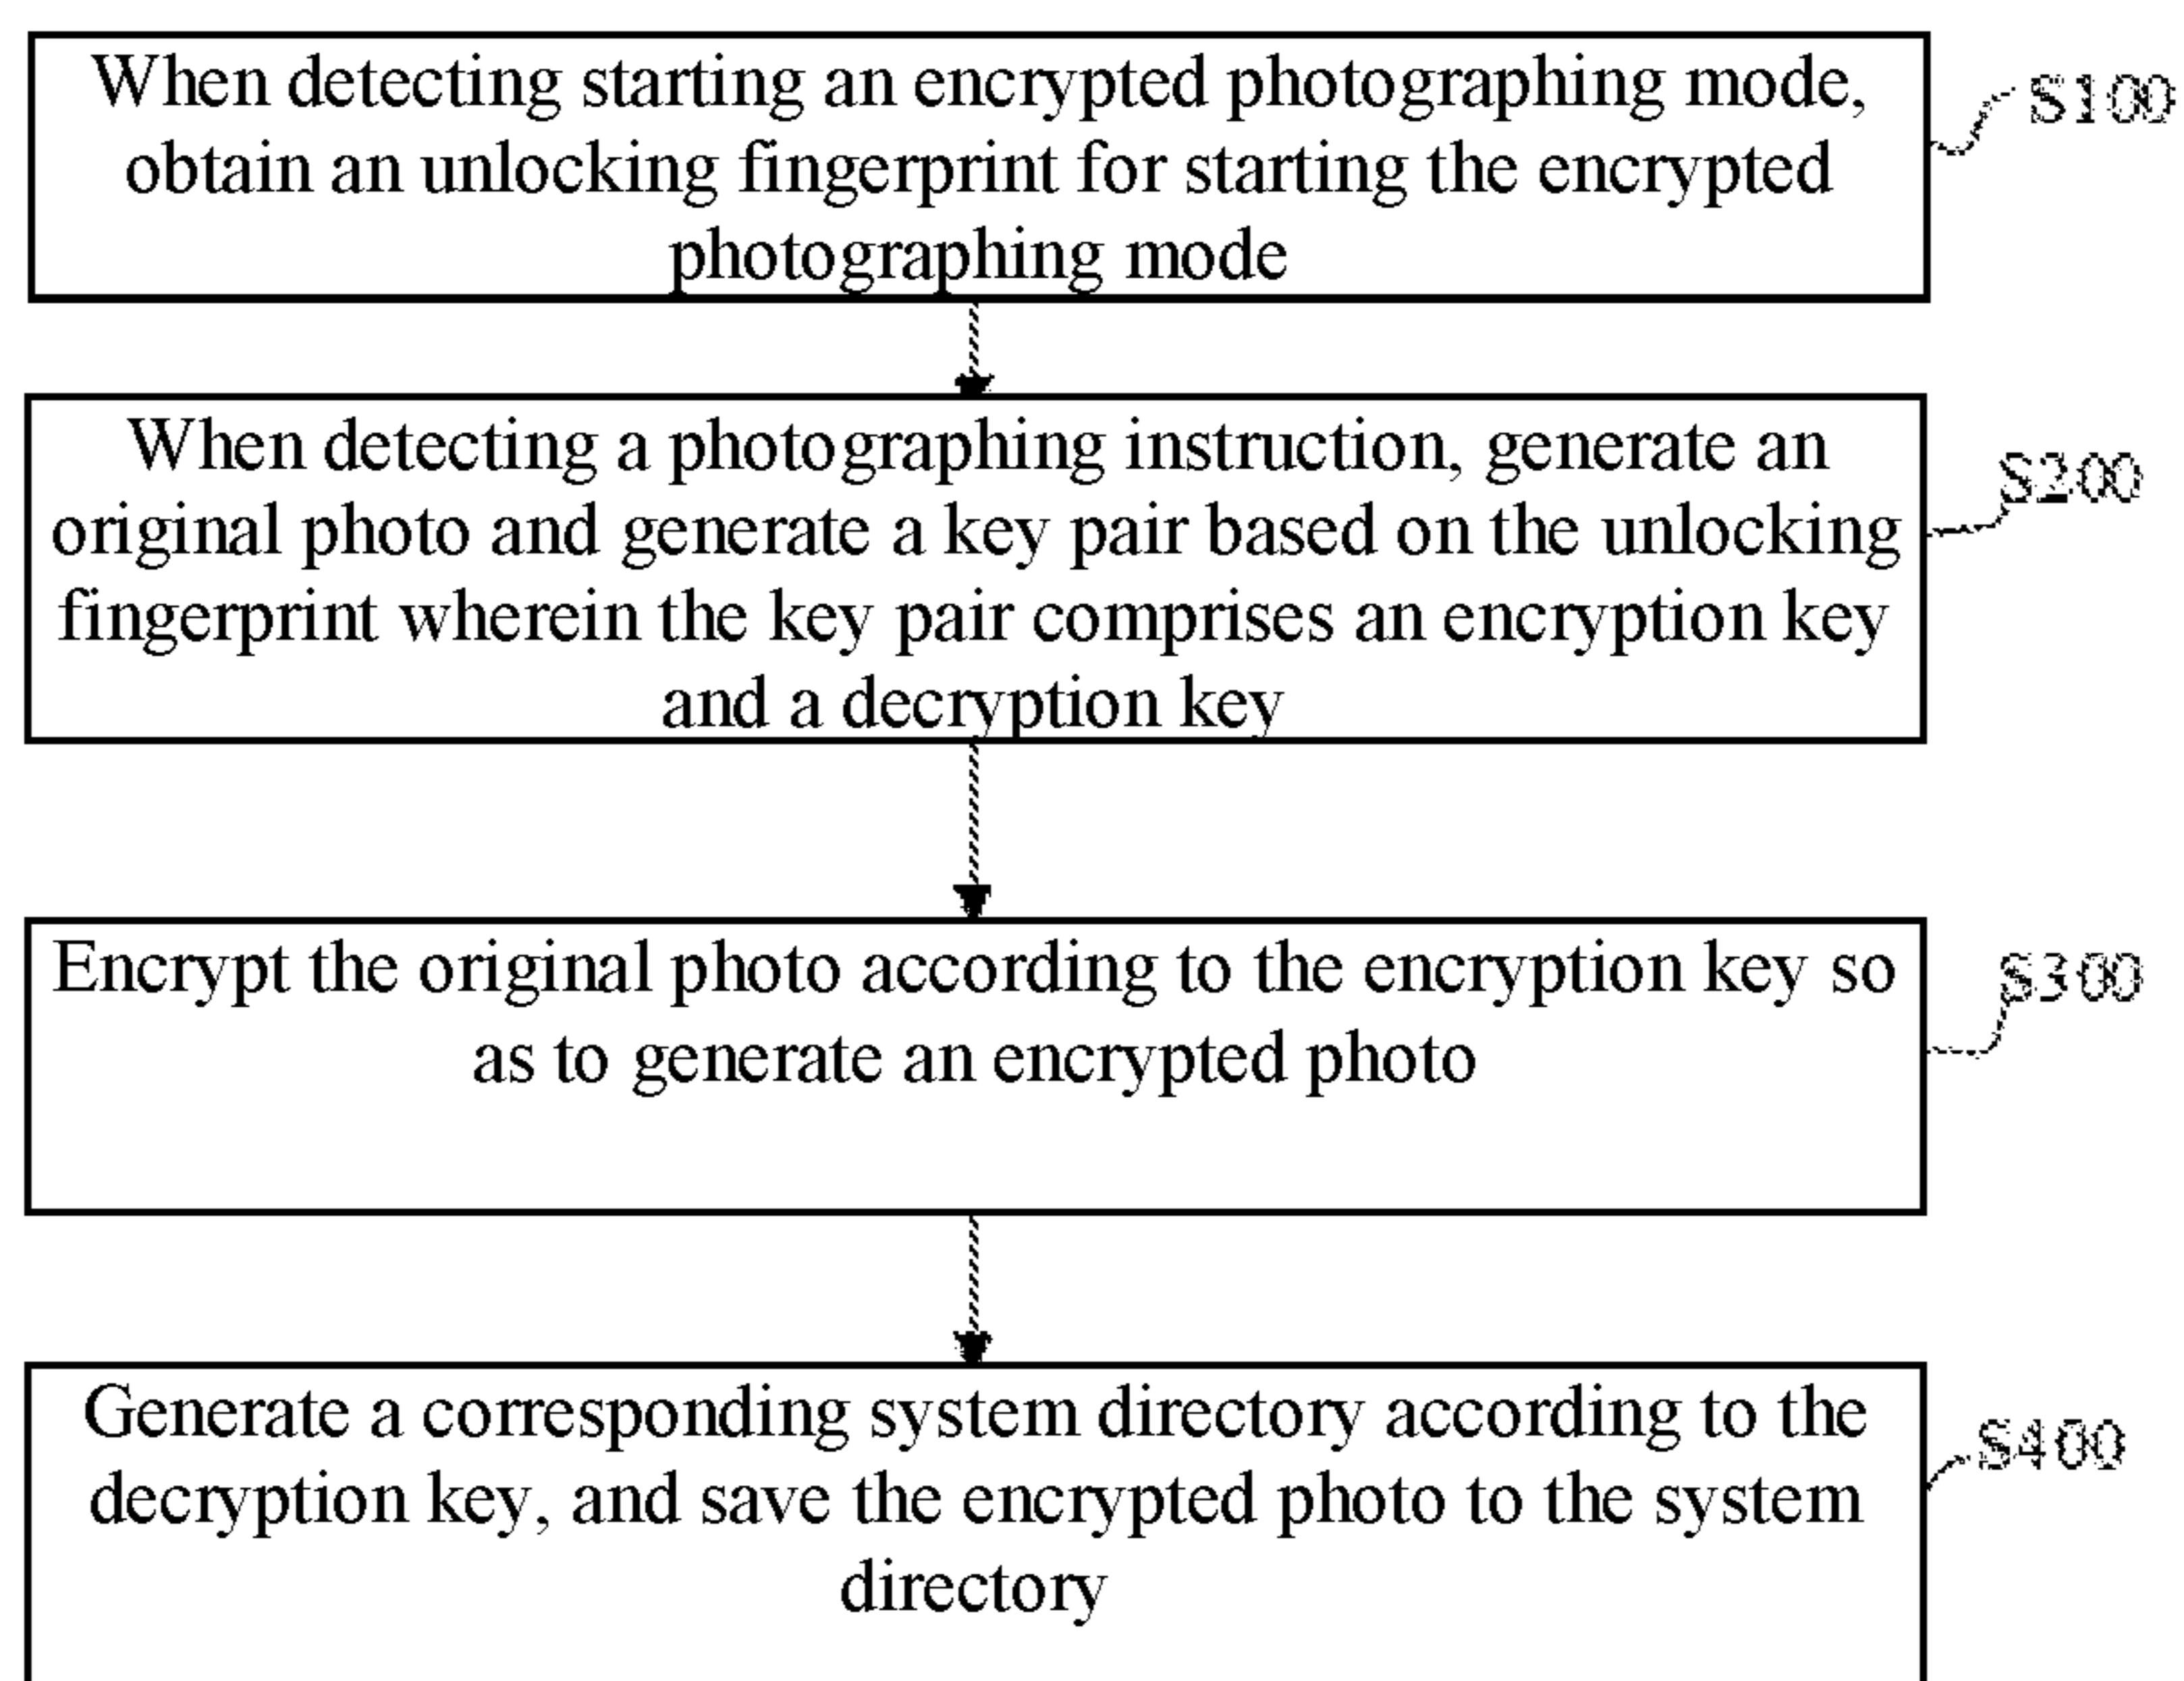 When detecting starting an encrypted photographing mode,
obtain an unlocking fingerprint for starting the encrypted
photographing mode
S100
When detecting a photographing instruction, generate an
original photo and generate a key pair based on the unlocking
fingerprint wherein the key pair comprises an encryption key
and a decryption key
S200
Encrypt the original photo according to the encryption key so
as to generate an encrypted photo
S300
Generate a corresponding system directory according to the
decryption key, and save the encrypted photo to the system
directory
S400